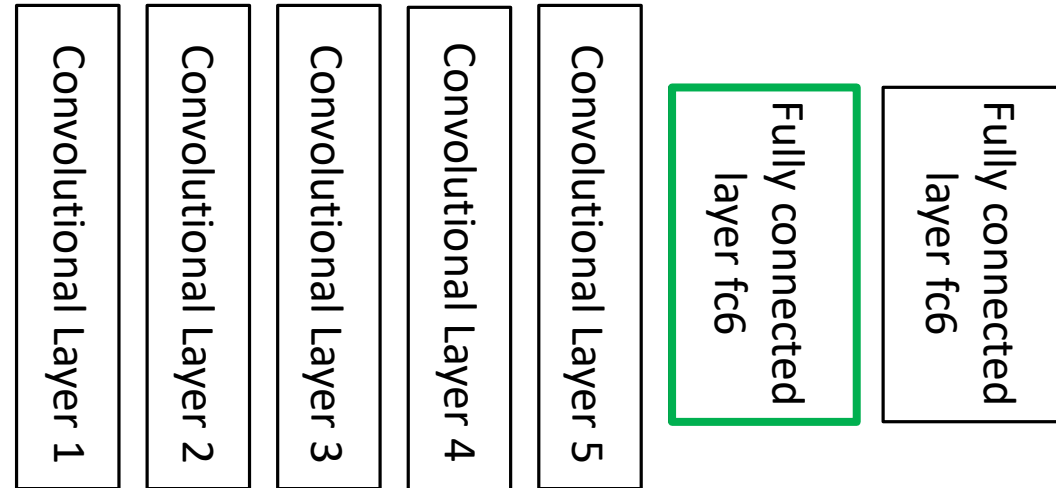 Convolutional Layer 1
Convolutional Layer 2
Convolutional Layer 3
Convolutional Layer 4
Convolutional Layer 5
Fully connected
layer fc6
Fully connected
layer fc6